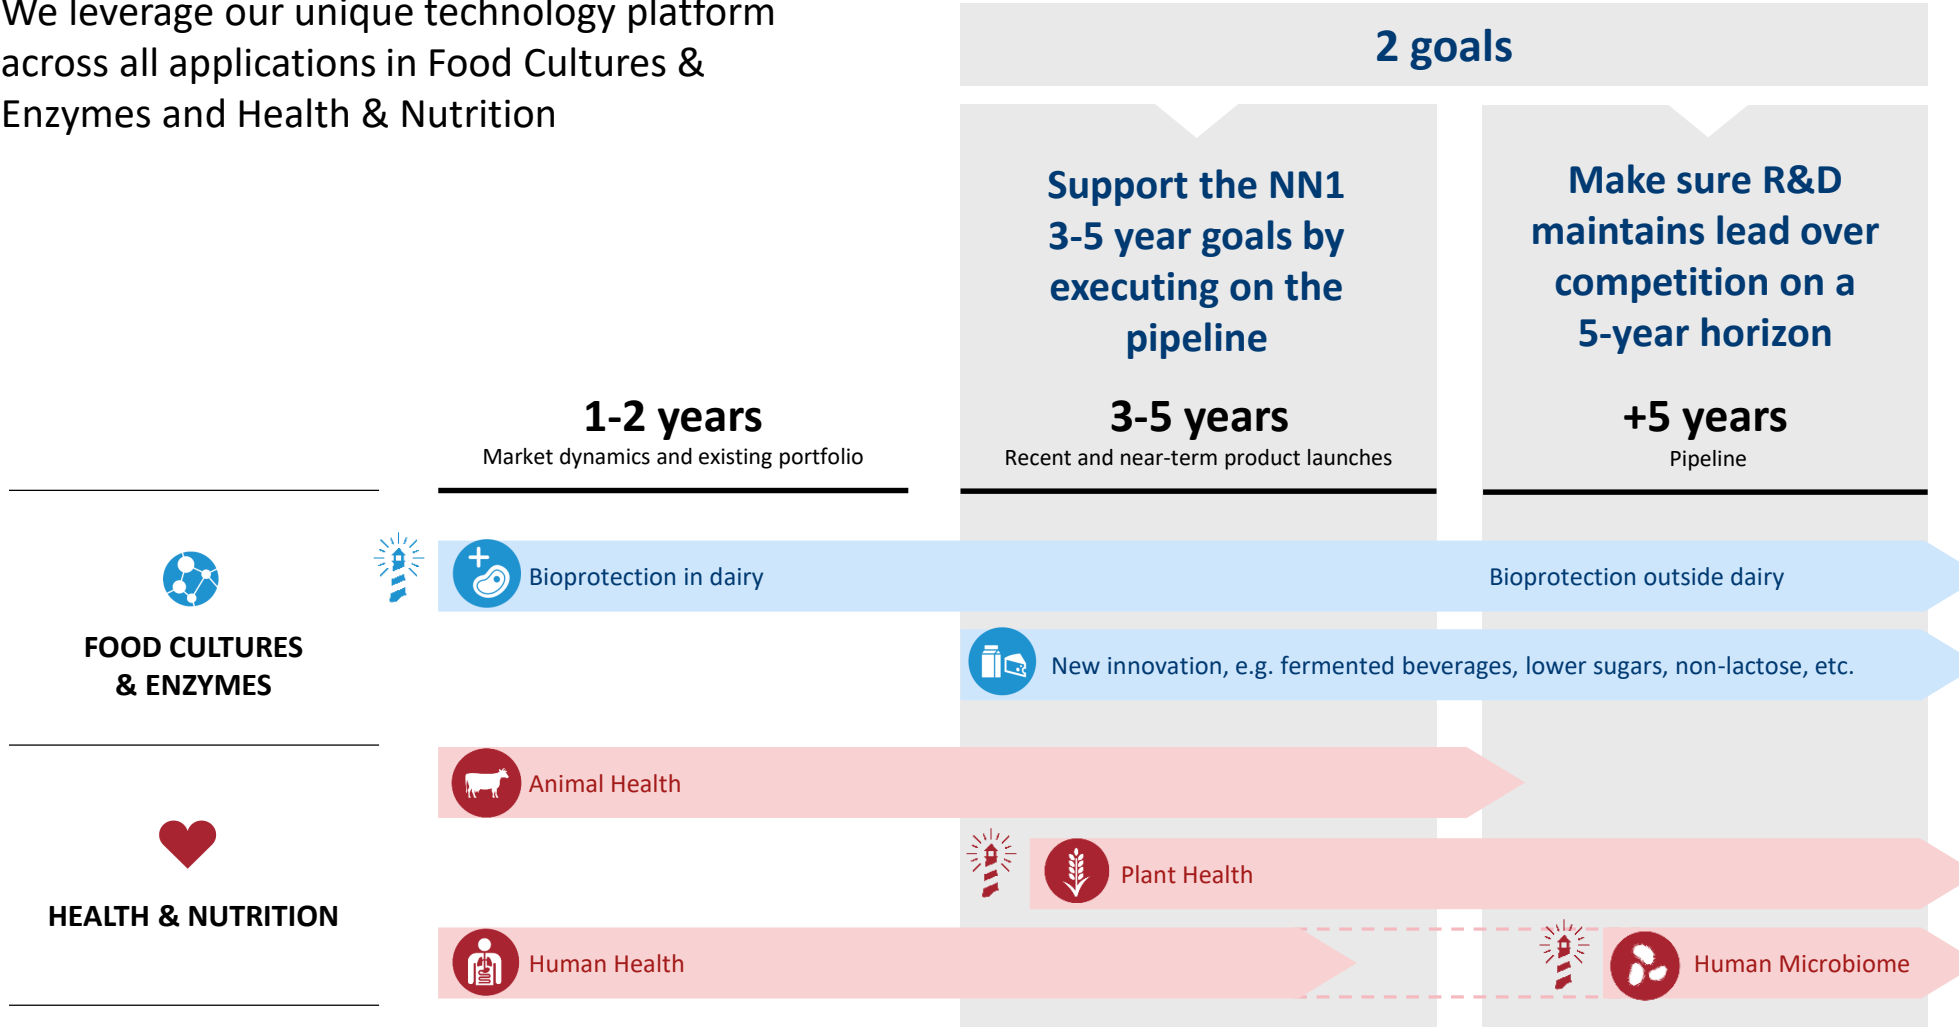 We leverage our unique technology platform
across all applications in Food Cultures &
Enzymes and Health & Nutrition
2 goals
Support the NN1
3-5 year goals by
executing on the
pipeline
Make sure R&D
maintains lead over
competition on a
5-year horizon
1-2 years
Market dynamics and existing portfolio
3-5 years
Recent and near-term product launches
+5 years
Pipeline
FOOD CULTURES
& ENZYMES
Bioprotection in dairy
Bioprotection outside dairy
New innovation, e.g. fermented beverages, lower sugars, non-lactose, etc.
HEALTH & NUTRITION
Animal Health
Plant Health
Human Health
Human Microbiome